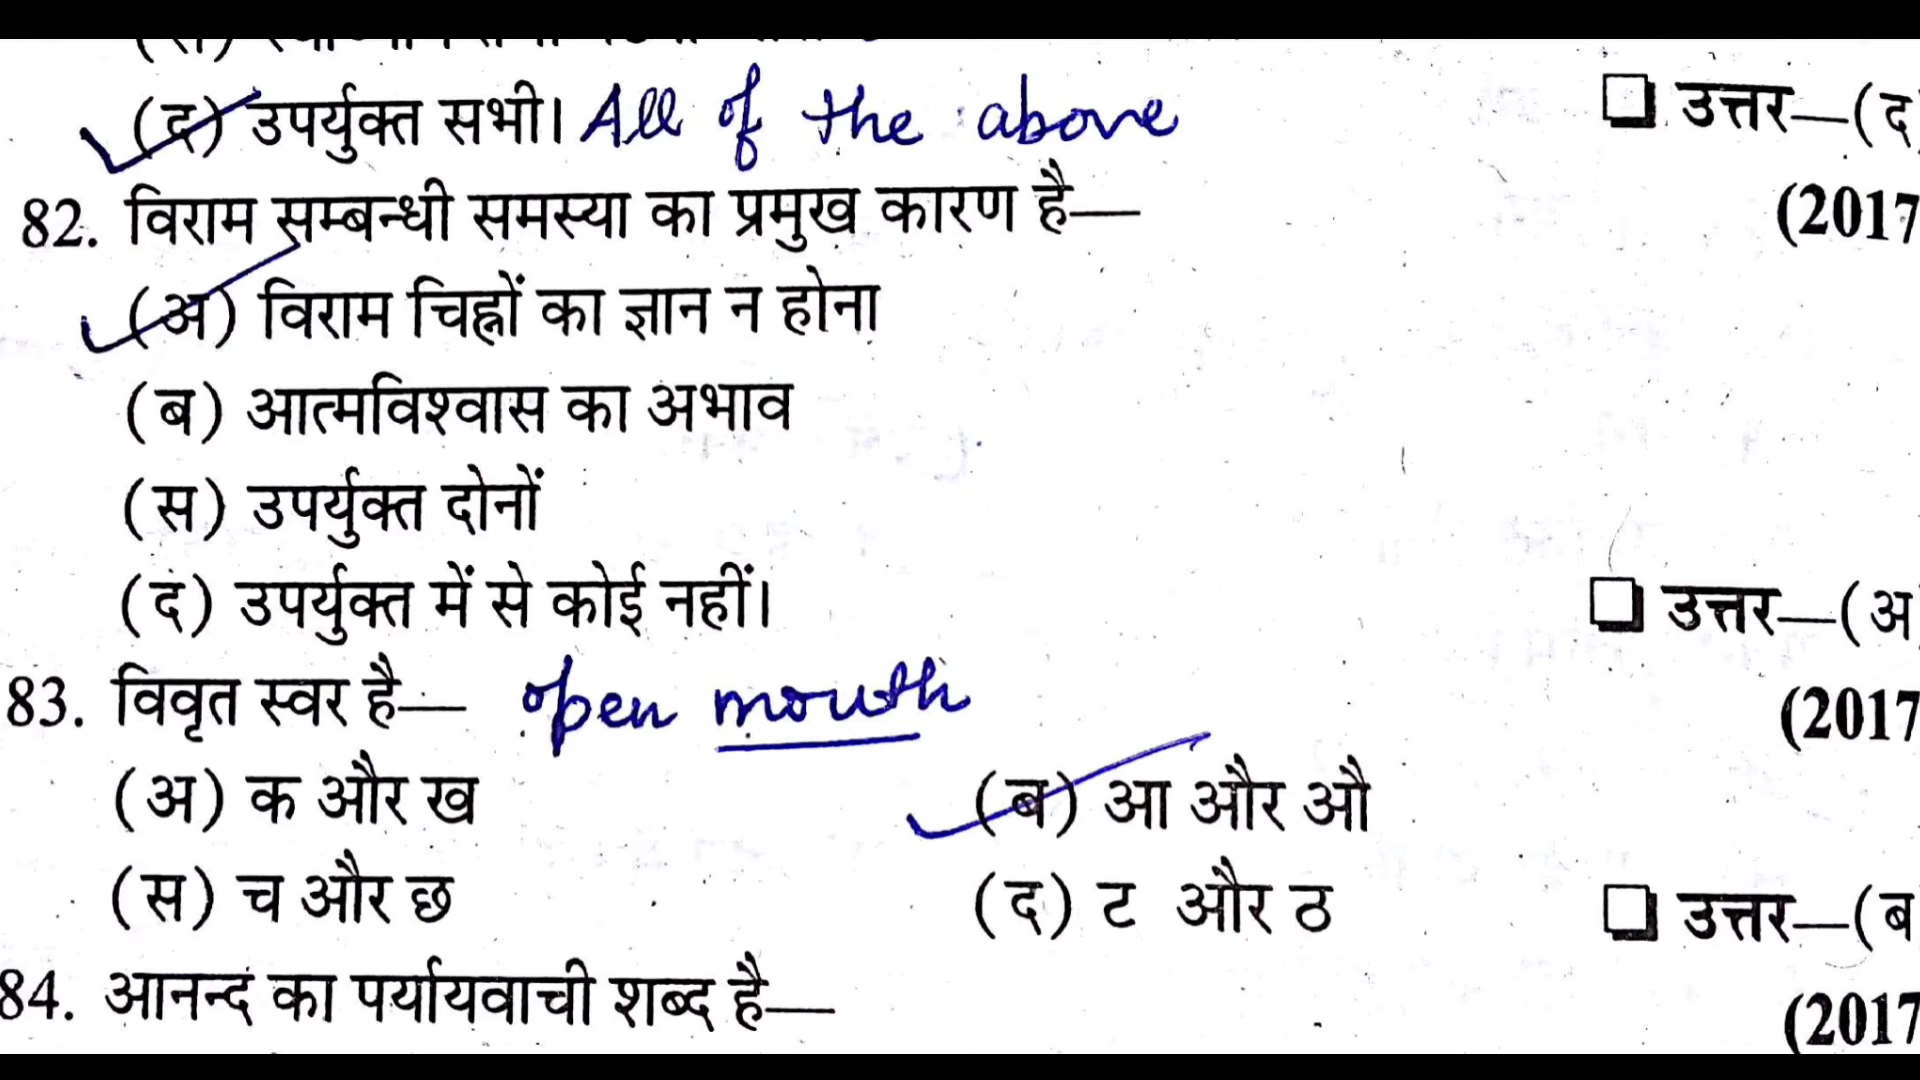 (द) उपर्युक्त सभी। All of the above उत्तर—(द
82. विराम सम्बन्धी समस्या का प्रमुख कारण है— (2017
(अ) विराम चिह्नों का ज्ञान न होना
(ब) आत्मविश्वास का अभाव
(स) उपर्युक्त दोनों
(द) उपर्युक्त में से कोई नहीं। उत्तर—(अ
83. विवृत स्वर है— open mouth (2017
(अ) क और ख (ब) आ और औ
(स) च और छ (द) ट और ठ उत्तर—(ब
84. आनन्द का पर्यायवाची शब्द है— (2017